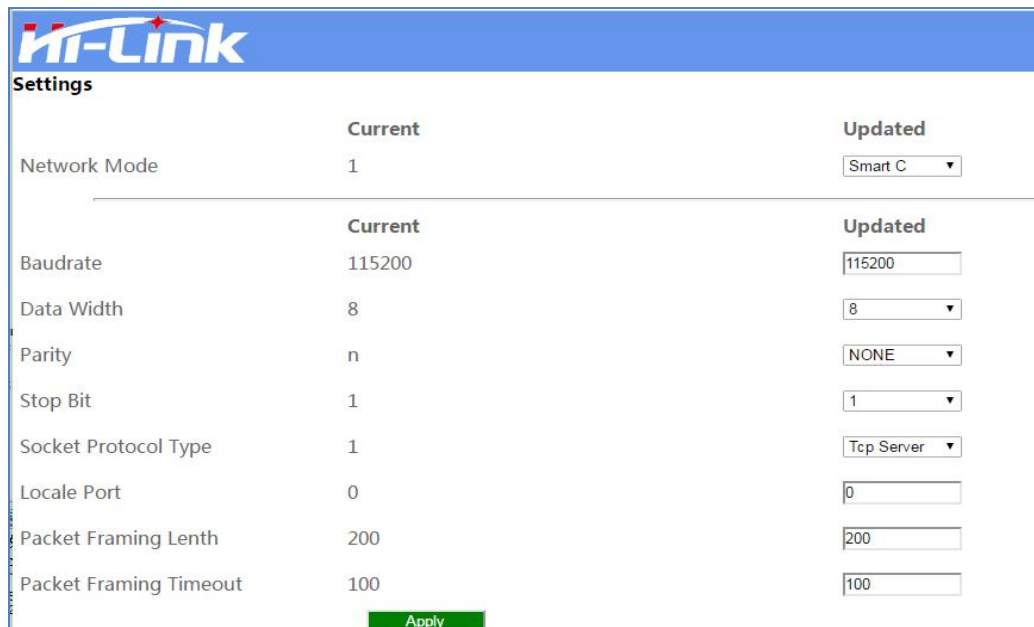 Hi-Link
Settings
Current Updated
Network Mode 1 Smart C
Current Updated
Baudrate 115200 115200
Data Width 8 8
Parity n NONE
Stop Bit 1 1
Socket Protocol Type 1 Tcp Server
Locale Port 0 0
Packet Framing Lenth 200 200
Packet Framing Timeout 100 100
Apply